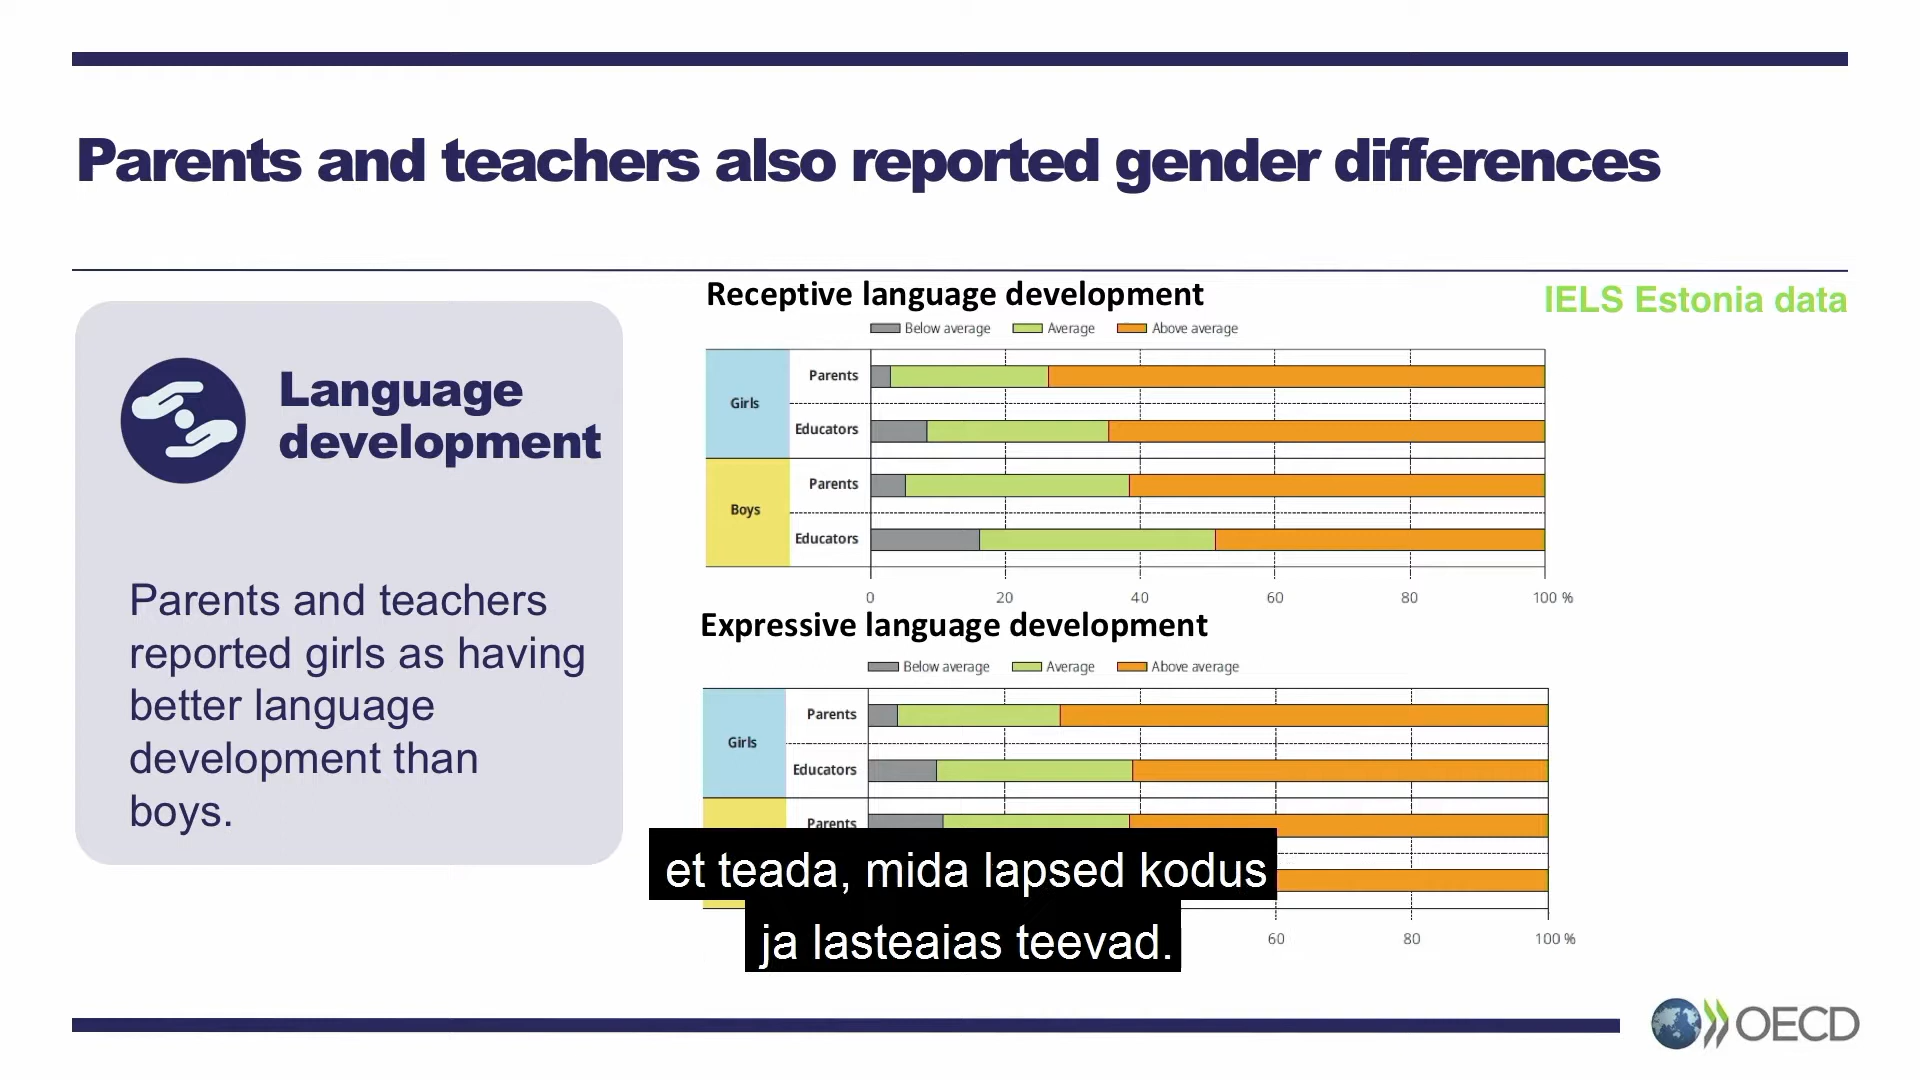 Parents and teachers also reported gender differences
IELS Estonia data
Language
development
Parents and teachers
reported girls as having
better language
development than
boys.
Receptive language development
Below average Average Above average
Girls
Parents
Educators
Boys
Parents
Educators
0 20 40 60 80 100 %
Expressive language development
Below average Average Above average
Girls
Parents
Educators
Parents
60 80 100 %
et teada, mida lapsed kodus
ja lasteaias teevad.
OECD